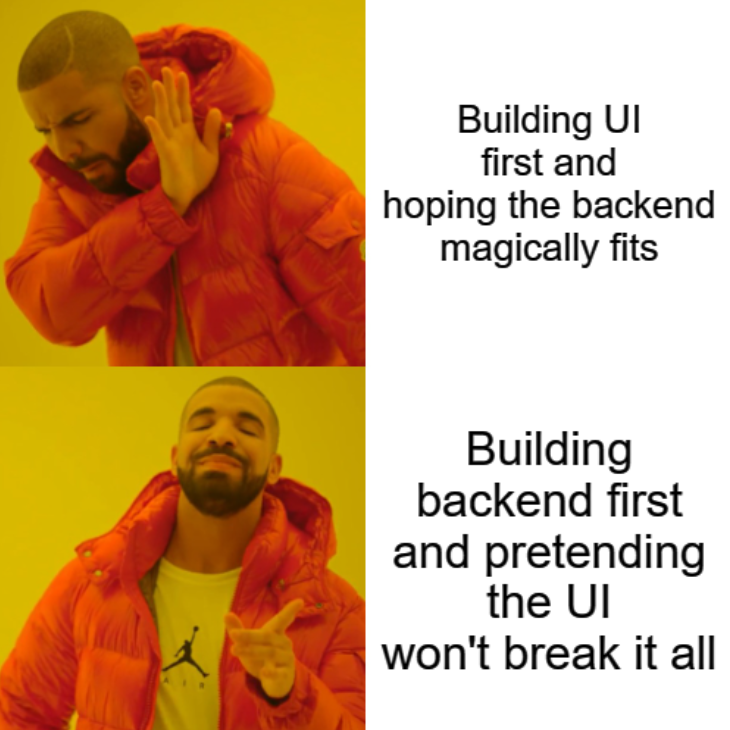 Building UI
first and
hoping the backend
magically fits
Building
backend first
and pretending
the UI
won't break it all